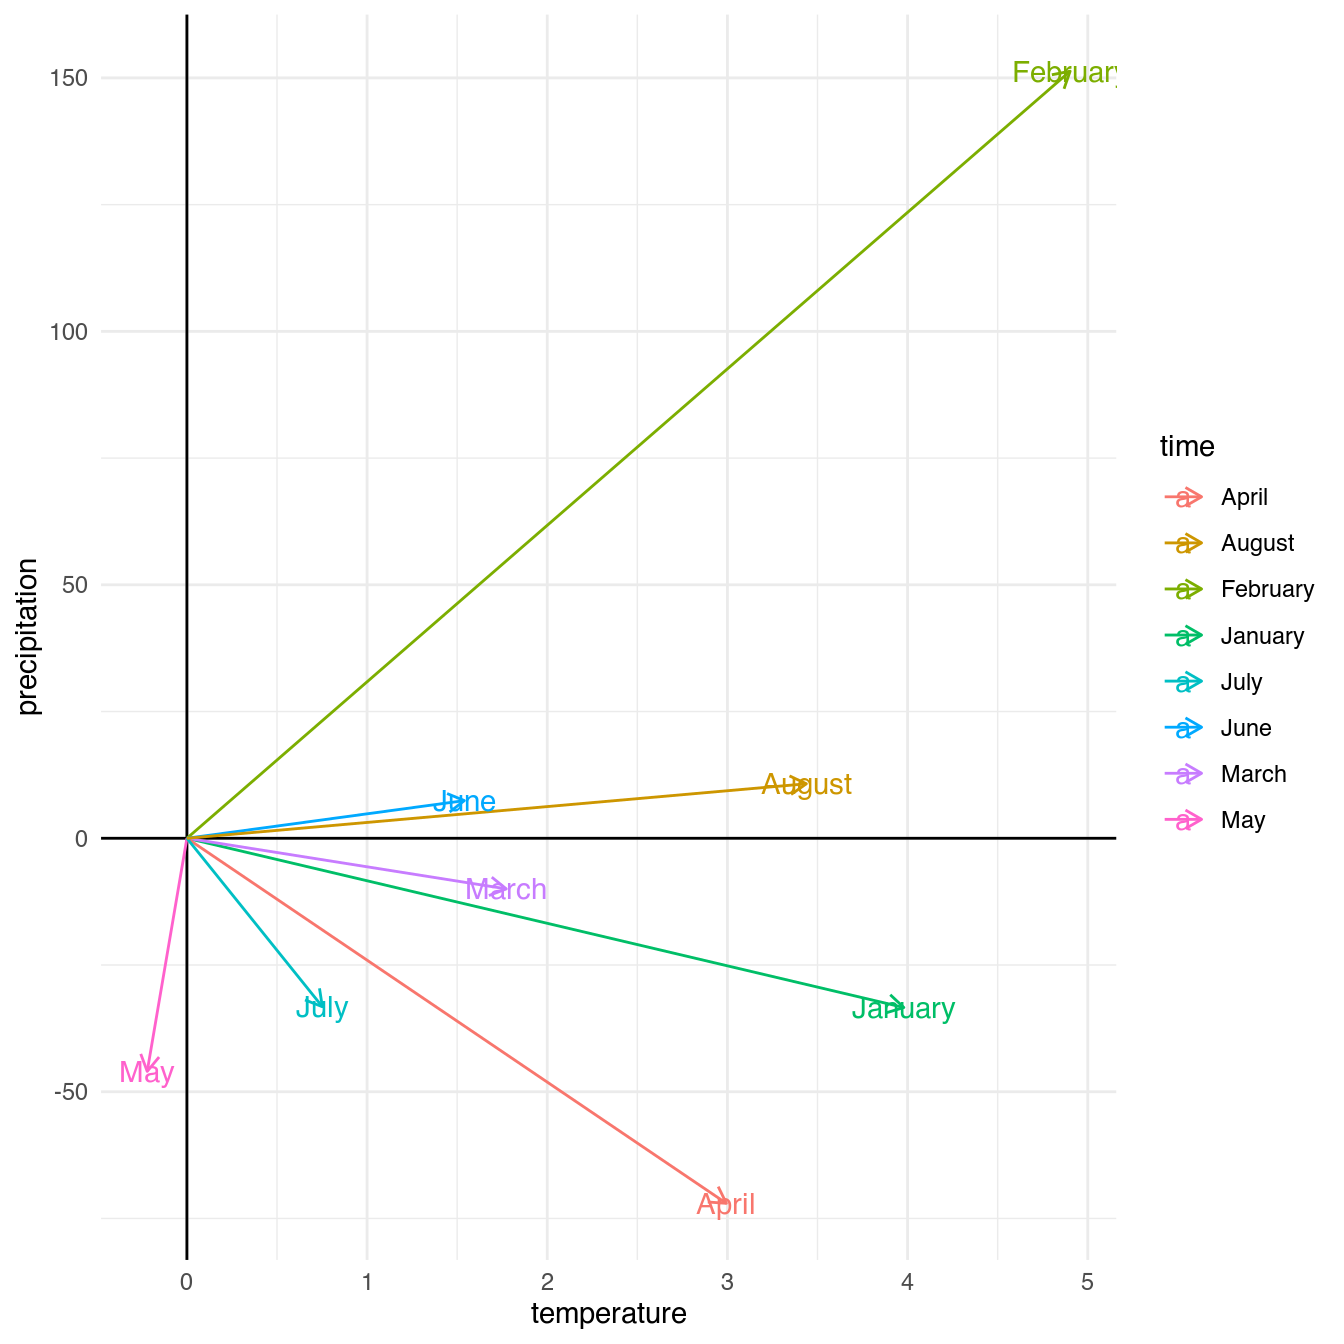 150
100
50
0
-50
precipitation
February
August
June
March
July
January
May
April
0 1 2 3 4 5
temperature
time
a April
a August
a February
a January
a July
a June
a March
a May